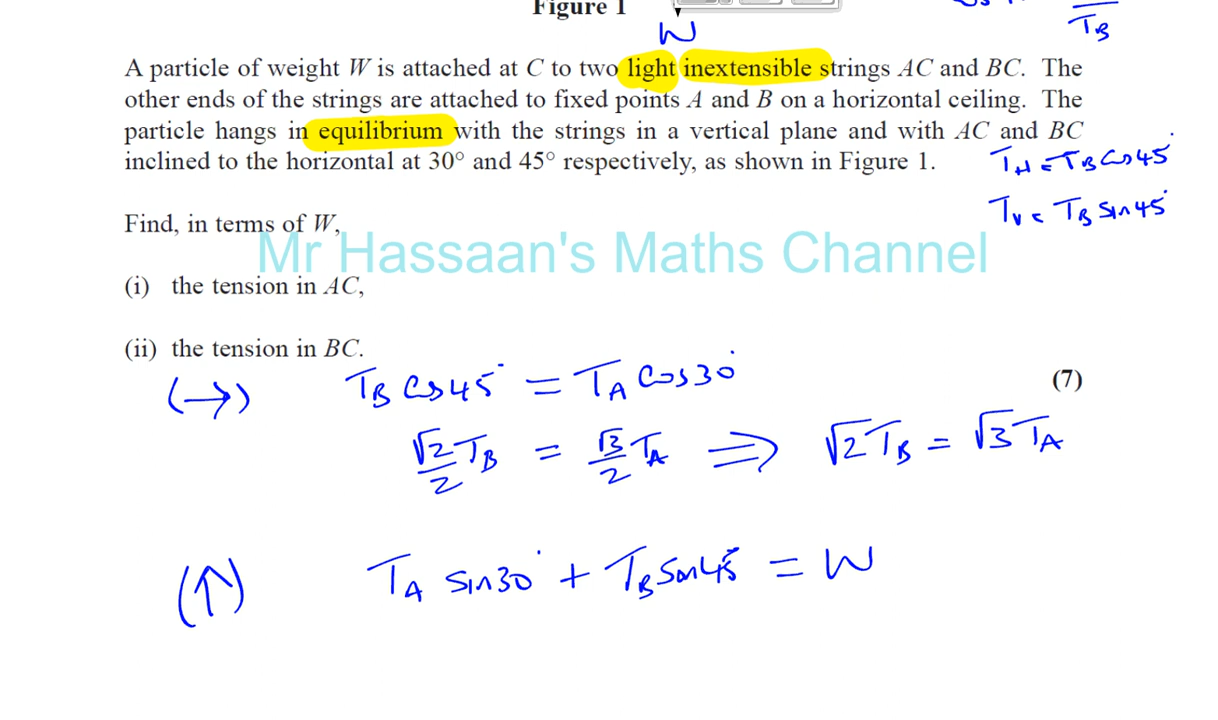 Figure 1
W
T_B
A particle of weight W is attached at C to two light inextensible strings AC and BC. The
other ends of the strings are attached to fixed points A and B on a horizontal ceiling. The
particle hangs in equilibrium with the strings in a vertical plane and with AC and BC
inclined to the horizontal at 30° and 45° respectively, as shown in Figure 1.
T_H = T_B Cos 45°
T_V = T_B sin 45°
Find, in terms of W,
Mr Hassaan's Maths Channel
(i) the tension in AC,
(ii) the tension in BC.
(→) T_B Cos 45° = T_A Cos 30°
(7)
√2/2 T_B = √3/2 T_A ⇒ √2 T_B = √3 T_A
(↑) T_A sin 30° + T_B sin 45° = W